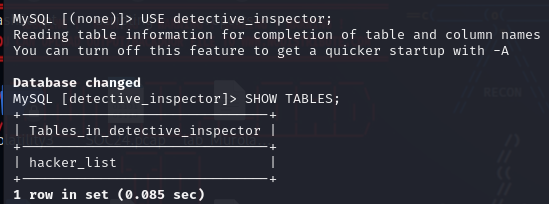 MySQL [(none)]> USE detective_inspector;
Reading table information for completion of table and column names
You can turn off this feature to get a quicker startup with -A
Database changed
MySQL [detective_inspector]> SHOW TABLES;
+-------------------------------+
| Tables_in_detective_inspector |
+-------------------------------+
| hacker_list                   |
+-------------------------------+
1 row in set (0.085 sec)